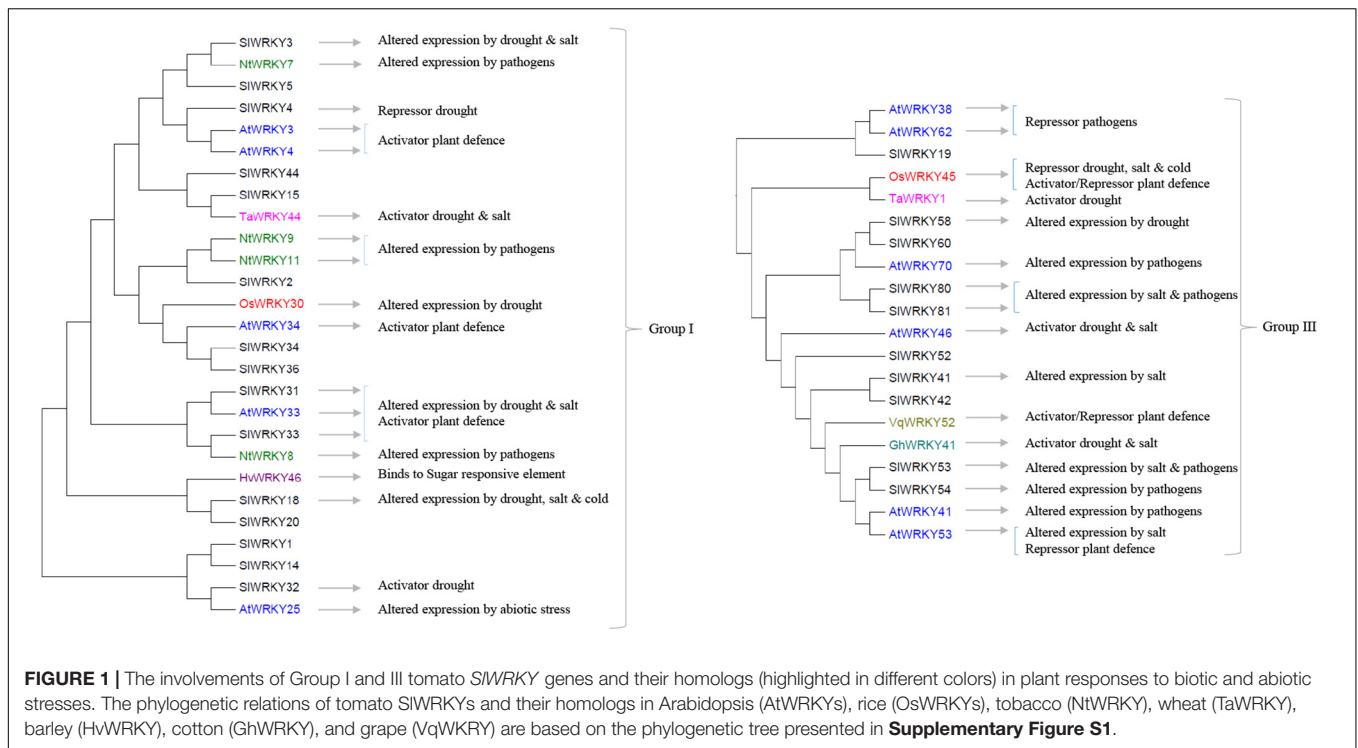 SlWRKY3 Altered expression by drought & salt
NtWRKY7 Altered expression by pathogens
SlWRKY5
SlWRKY4 Repressor drought
AtWRKY3
Activator plant defence
AtWRKY4
SlWRKY44
SlWRKY15
TaWRKY44 Activator drought & salt
NtWRKY9
Altered expression by pathogens
NtWRKY11
SlWRKY2
OsWRKY30 Altered expression by drought
AtWRKY34 Activator plant defence
Group I
SlWRKY34
SlWRKY36
SlWRKY31
Altered expression by drought & salt
AtWRKY33
Activator plant defence
SlWRKY33
NtWRKY8 Altered expression by pathogens
HvWRKY46 Binds to Sugar responsive element
SlWRKY18 Altered expression by drought, salt & cold
SlWRKY20
SlWRKY1
SlWRKY14
SlWRKY32 Activator drought
AtWRKY25 Altered expression by abiotic stress
AtWRKY38
Repressor pathogens
AtWRKY62
SlWRKY19
Repressor drought, salt & cold
OsWRKY45
Activator/Repressor plant defence
TaWRKY1 Activator drought
SlWRKY58 Altered expression by drought
SlWRKY60
AtWRKY70 Altered expression by pathogens
SlWRKY80
Altered expression by salt & pathogens
SlWRKY81
AtWRKY46 Activator drought & salt
Group III
SlWRKY52
SlWRKY41 Altered expression by salt
SlWRKY42
VqWRKY52 Activator/Repressor plant defence
GhWRKY41 Activator drought & salt
SlWRKY53 Altered expression by salt & pathogens
SlWRKY54 Altered expression by pathogens
AtWRKY41 Altered expression by pathogens
AtWRKY53 Altered expression by salt
Repressor plant defence
FIGURE 1 | The involvements of Group I and III tomato SlWRKY genes and their homologs (highlighted in different colors) in plant responses to biotic and abiotic
stresses. The phylogenetic relations of tomato SlWRKYs and their homologs in Arabidopsis (AtWRKYs), rice (OsWRKYs), tobacco (NtWRKY), wheat (TaWRKY),
barley (HvWRKY), cotton (GhWRKY), and grape (VqWKRY) are based on the phylogenetic tree presented in Supplementary Figure S1.